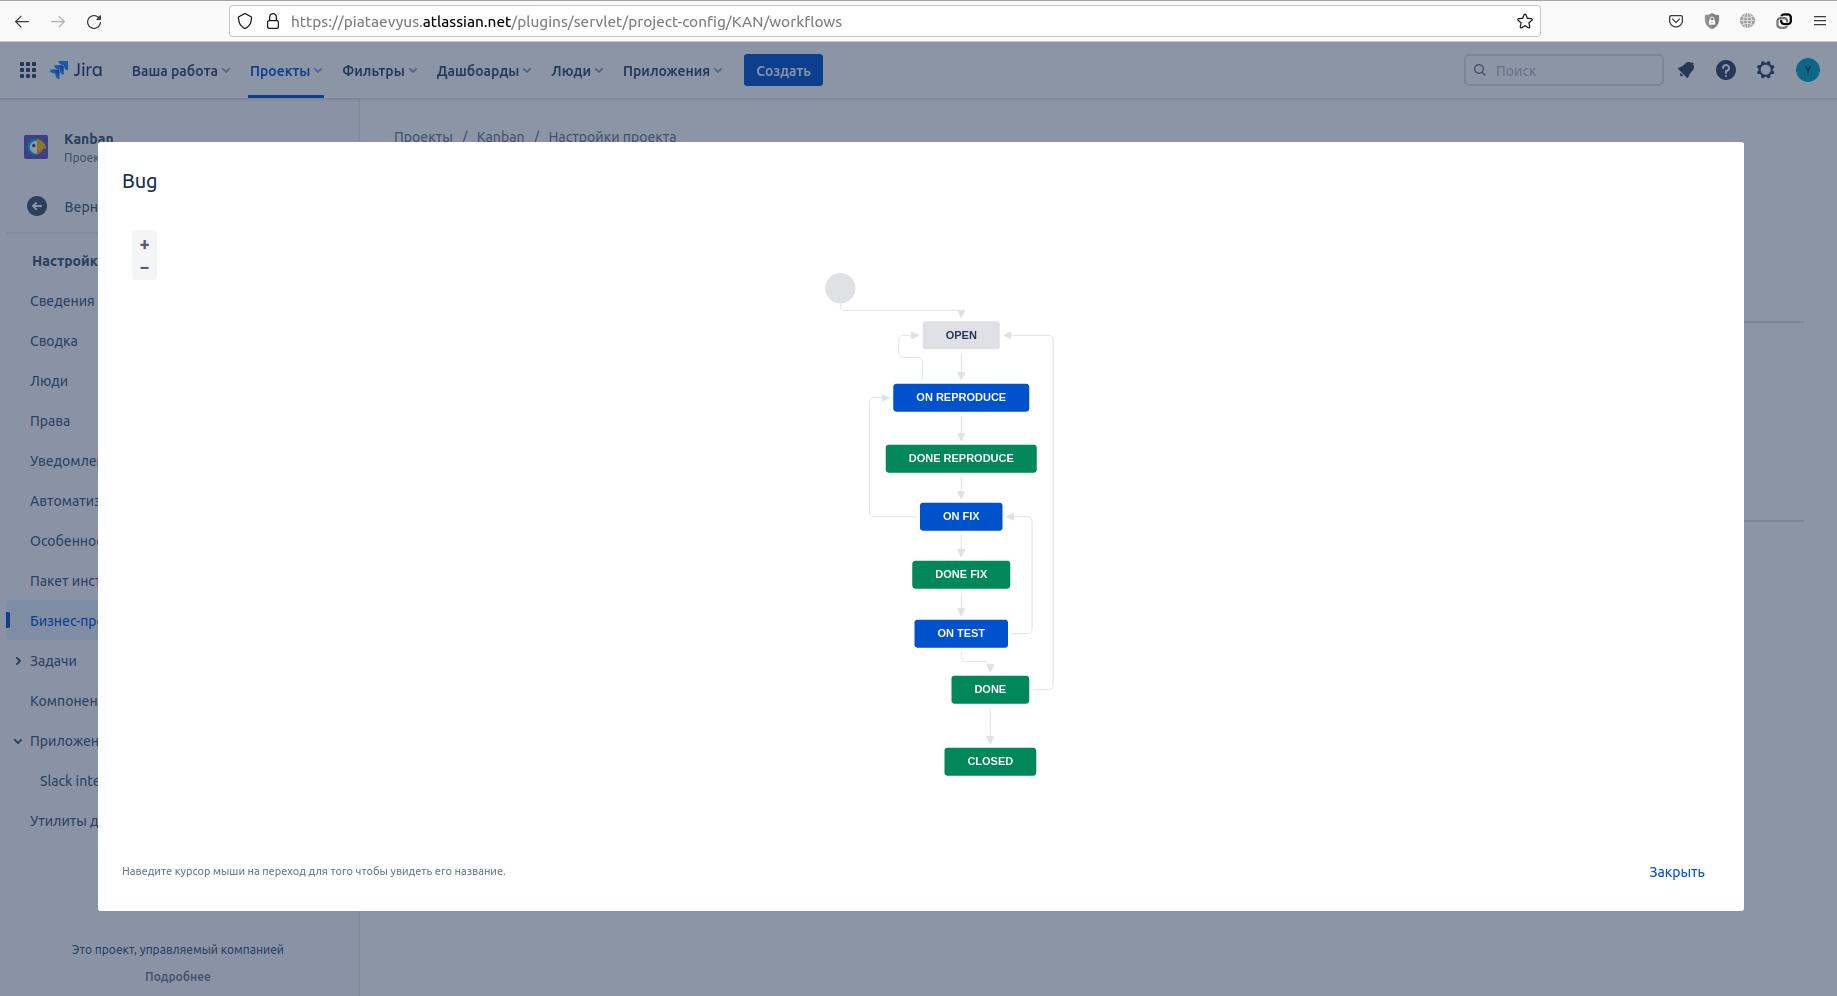 https://piataevyus.atlassian.net/plugins/servlet/project-config/KAN/workflows
Jira
Ваша работа
Проекты
Фильтры
Дашбоарды
Люди
Приложения
Создать
Поиск
Y
Kanban
Проек
Верн
Проекты / Kanban / Настройки проекта
Настройк
Сведения
Сводка
Люди
Права
Уведомле
Автоматиз
Особеннос
Пакет инст
Бизнес-пр
Задачи
Компонен
Приложен
Slack inte
Утилиты д
Это проект, управляемый компанией
Подробнее
Bug
+
−
OPEN
ON REPRODUCE
DONE REPRODUCE
ON FIX
DONE FIX
ON TEST
DONE
CLOSED
Наведите курсор мыши на переход для того чтобы увидеть его название.
Закрыть